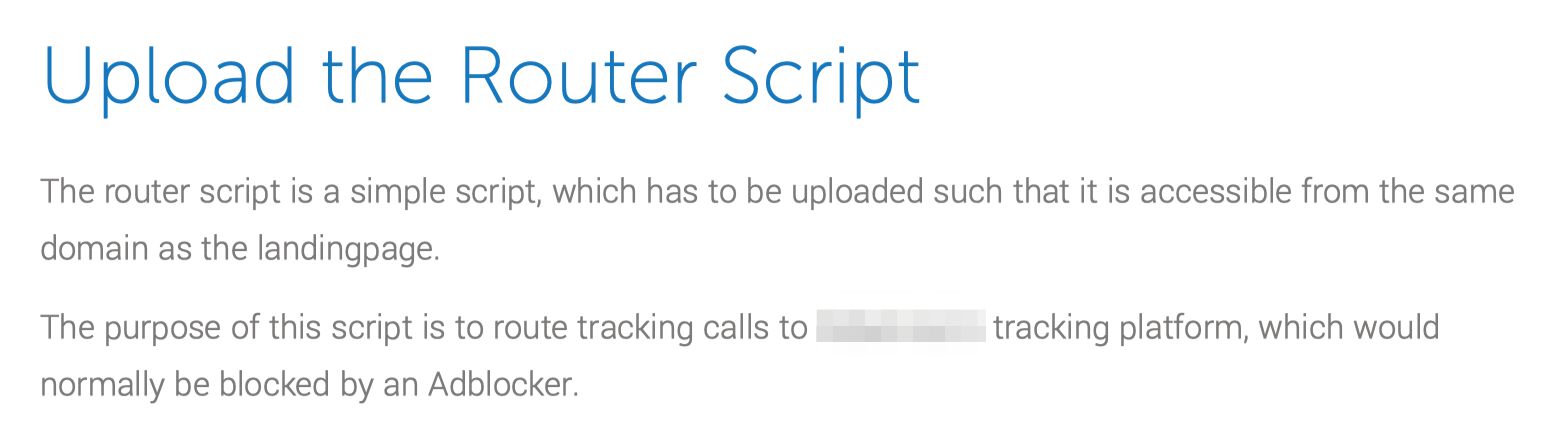 Upload the Router Script
The router script is a simple script, which has to be uploaded such that it is accessible from the same
domain as the landingpage.
The purpose of this script is to route tracking calls to tracking platform, which would
normally be blocked by an Adblocker.